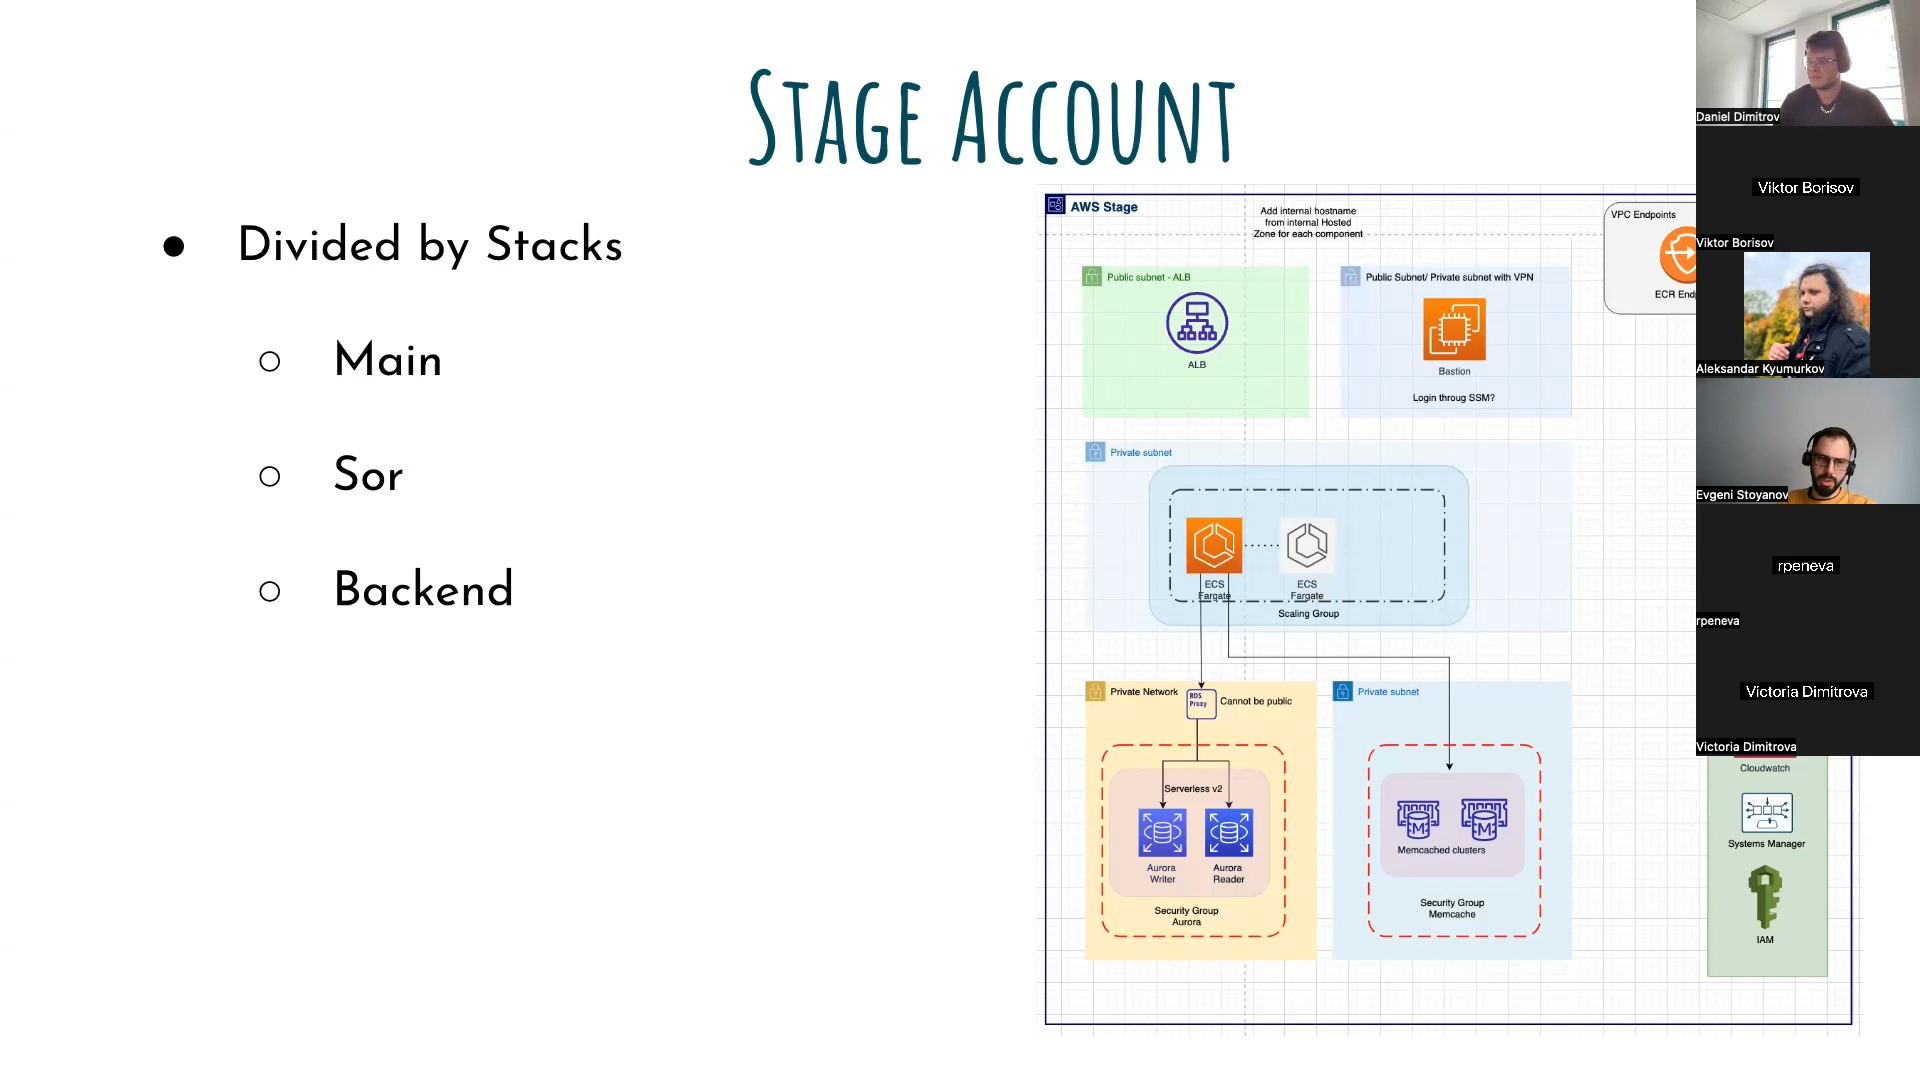 Stage Account
Divided by Stacks
Main
Sor
Backend
AWS Stage
Add internal hostname
from internal Hosted
Zone for each component
VPC Endpoints
Public subnet - ALB
ALB
Public Subnet/ Private subnet with VPN
Bastion
Login throug SSM?
ECR
Private subnet
ECS
Fargate
ECS
Fargate
Scaling Group
Private Network
RDS
Proxy
Cannot be public
Serverless v2
Aurora
Writer
Aurora
Reader
Security Group
Aurora
Private subnet
Memcached clusters
Security Group
Memcache
Cloudwatch
Systems Manager
IAM
Daniel Dimitrov
Viktor Borisov
Viktor Borisov
Aleksandar Kyumurkov
Evgeni Stoyanov
rpeneva
rpeneva
Victoria Dimitrova
Victoria Dimitrova